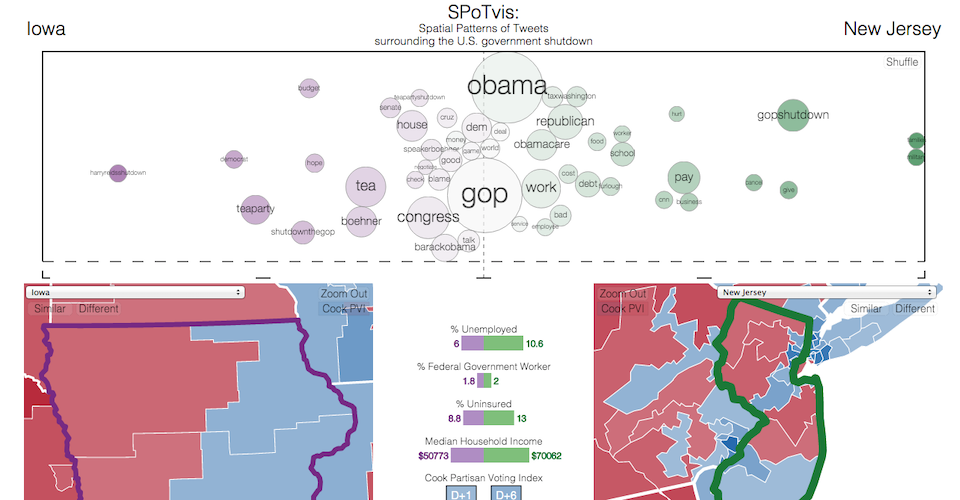 SPoTvis:
Spatial Patterns of Tweets
surrounding the U.S. government shutdown
Iowa
New Jersey
Shuffle
obama
budget
teapartyshutdown
taxwashington
senate
hurt
gopshutdown
cruz
republican
house
dem
deal
worker
money
obamacare
food
game
world
school
democrat
hope
good
harryreidsshutdown
negotiate
cost
pay
check
blame
debt
furlough
cancel
give
tea
gop
work
cnn
business
teaparty
boehner
congress
bad
service
employee
shutdownthegop
talk
barackobama
Iowa
Zoom Out
Similar
Different
Cook PVI
Zoom Out
New Jersey
Cook PVI
Similar
Different
% Unemployed
6
10.6
% Federal Government Worker
1.8
2
% Uninsured
8.8
13
Median Household Income
$50773
$70062
Cook Partisan Voting Index
D+1
D+6